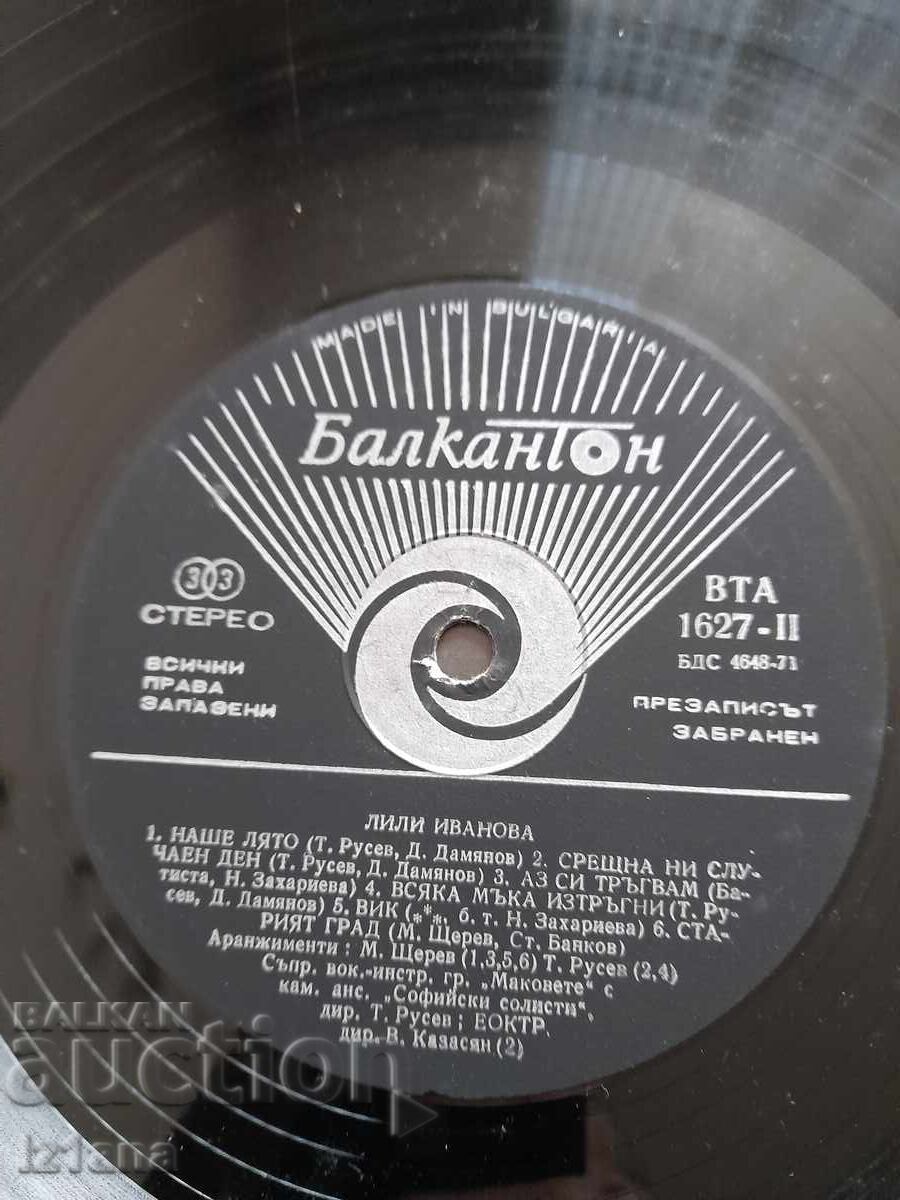 MADE IN BULGARIA
Балкантон
33
СТЕРЕО
ВСИЧКИ
ПРАВА
ЗАПАЗЕНИ
ВТА
1627-II
БДС 4648-71
ПРЕЗАПИСЪТ
ЗАБРАНЕН
ЛИЛИ ИВАНОВА
1. НАШЕ ЛЯТО (Т. Русев, Д. Дамянов) 2. СРЕЩНА НИ СЛУ-
ЧАЕН ДЕН (Т. Русев, Д. Дамянов) 3. АЗ СИ ТРЪГВАМ (Ба-
тиста, Н. Захариева) 4. ВСЯКА МЪКА ИЗТРЪГНИ (Т. Ру-
сев, Д. Дамянов) 5. ВИК (***, б. т. Н. Захариева) 6. СТА-
РИЯТ ГРАД (М. Щерев, Ст. Банков)
Аранжименти : М. Щерев (1,3,5,6) Т. Русев (2,4)
Съпр. вок.-инстр. гр. „Маковете" с
кам. анс. „Софийски солисти",
дир. Т. Русев ; ЕОКТР,
дир. В. Казасян (2)
BALKAN
auction
Izlana